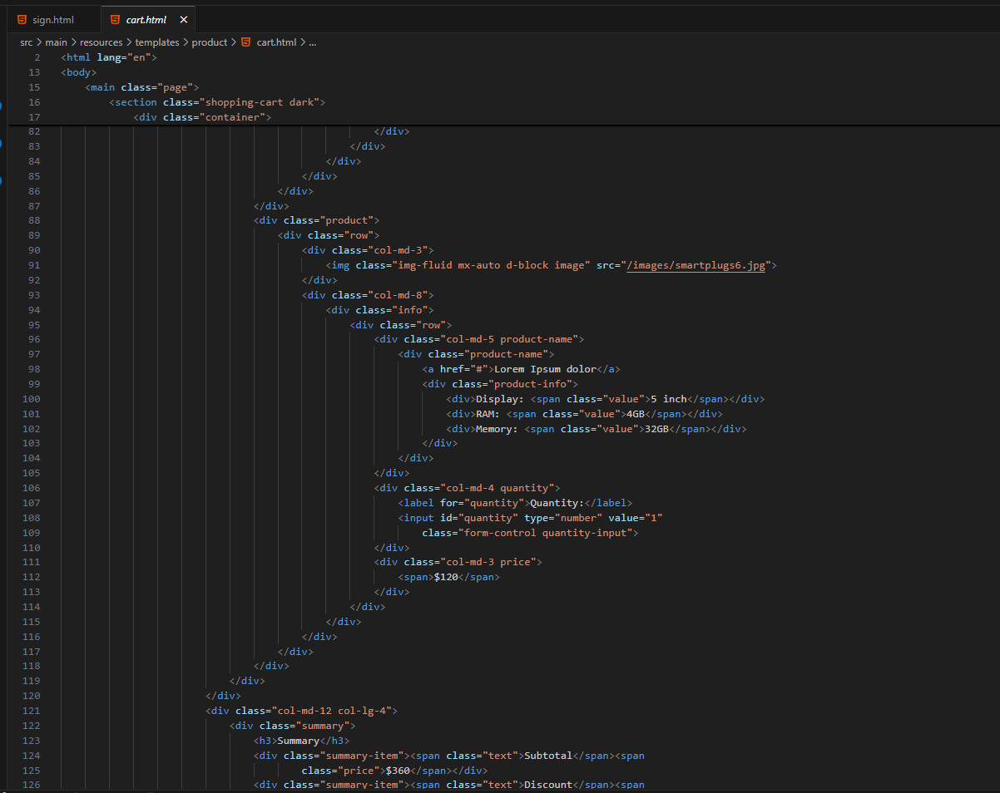 sign.html
cart.html
src > main > resources > templates > product > cart.html > ...
2 <html lang="en">
13 <body>
15 <main class="page">
16 <section class="shopping-cart dark">
17 <div class="container">
82 </div>
83 </div>
84 </div>
85 </div>
86 </div>
87 </div>
88 <div class="product">
89 <div class="row">
90 <div class="col-md-3">
91 <img class="img-fluid mx-auto d-block image" src="/images/smartplugs6.jpg">
92 </div>
93 <div class="col-md-8">
94 <div class="info">
95 <div class="row">
96 <div class="col-md-5 product-name">
97 <div class="product-name">
98 <a href="#">Lorem Ipsum dolor</a>
99 <div class="product-info">
100 <div>Display: <span class="value">5 inch</span></div>
101 <div>RAM: <span class="value">4GB</span></div>
102 <div>Memory: <span class="value">32GB</span></div>
103 </div>
104 </div>
105 </div>
106 <div class="col-md-4 quantity">
107 <label for="quantity">Quantity:</label>
108 <input id="quantity" type="number" value="1"
109 class="form-control quantity-input">
110 </div>
111 <div class="col-md-3 price">
112 <span>$120</span>
113 </div>
114 </div>
115 </div>
116 </div>
117 </div>
118 </div>
119 </div>
120 </div>
121 <div class="col-md-12 col-lg-4">
122 <div class="summary">
123 <h3>Summary</h3>
124 <div class="summary-item"><span class="text">Subtotal</span><span
125 class="price">$360</span></div>
126 <div class="summary-item"><span class="text">Discount</span><span